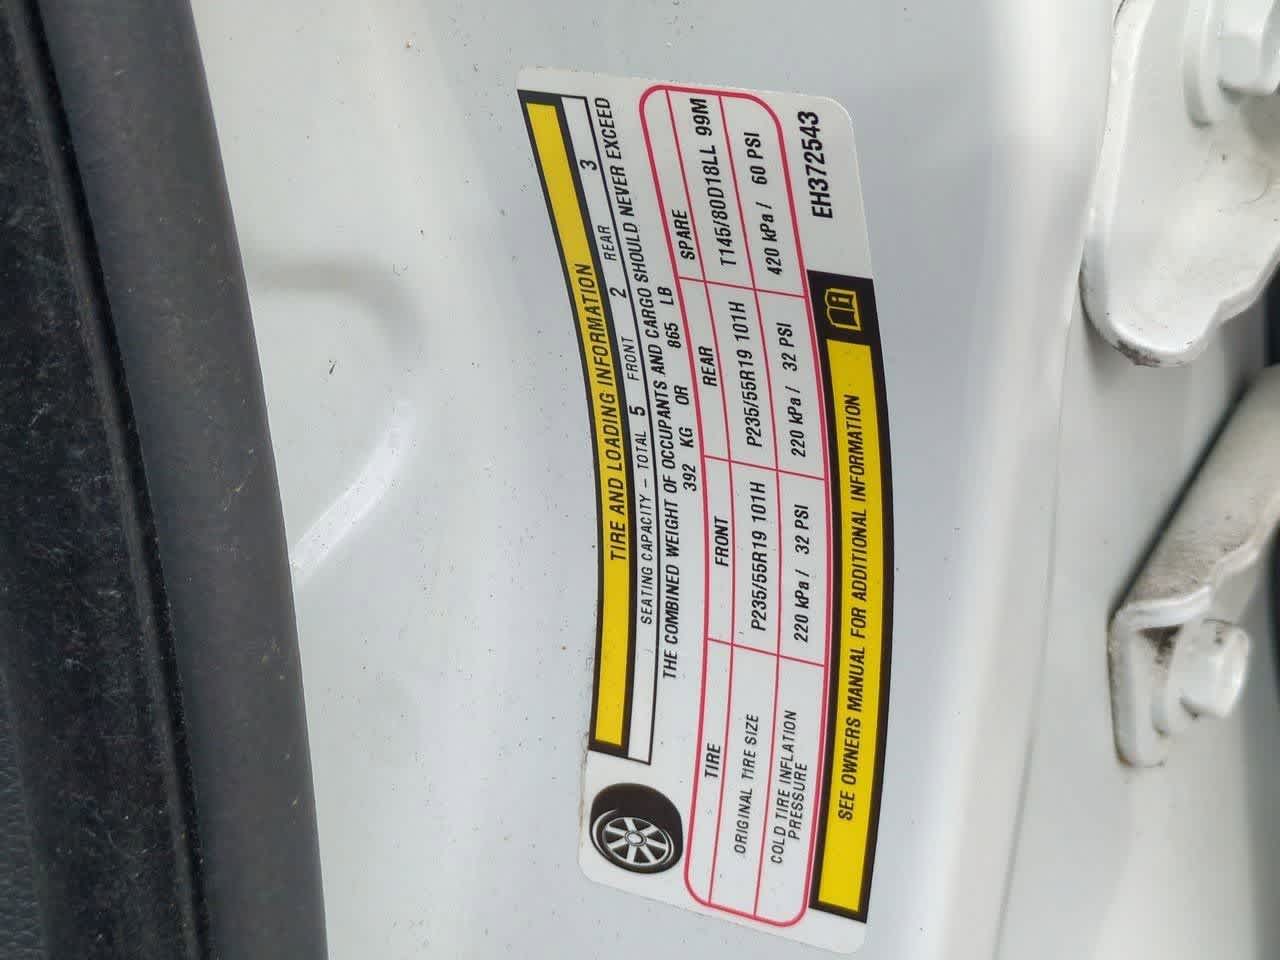 TIRE AND LOADING INFORMATION
SEATING CAPACITY - TOTAL 5 FRONT 2 REAR 3
THE COMBINED WEIGHT OF OCCUPANTS AND CARGO SHOULD NEVER EXCEED
392 KG OR 865 LB
TIRE FRONT REAR SPARE
ORIGINAL TIRE SIZE P235/55R19 101H P235/55R19 101H T145/80D18LL 99M
COLD TIRE INFLATION
PRESSURE 220 kPa / 32 PSI 220 kPa / 32 PSI 420 kPa / 60 PSI
SEE OWNERS MANUAL FOR ADDITIONAL INFORMATION
EH372543